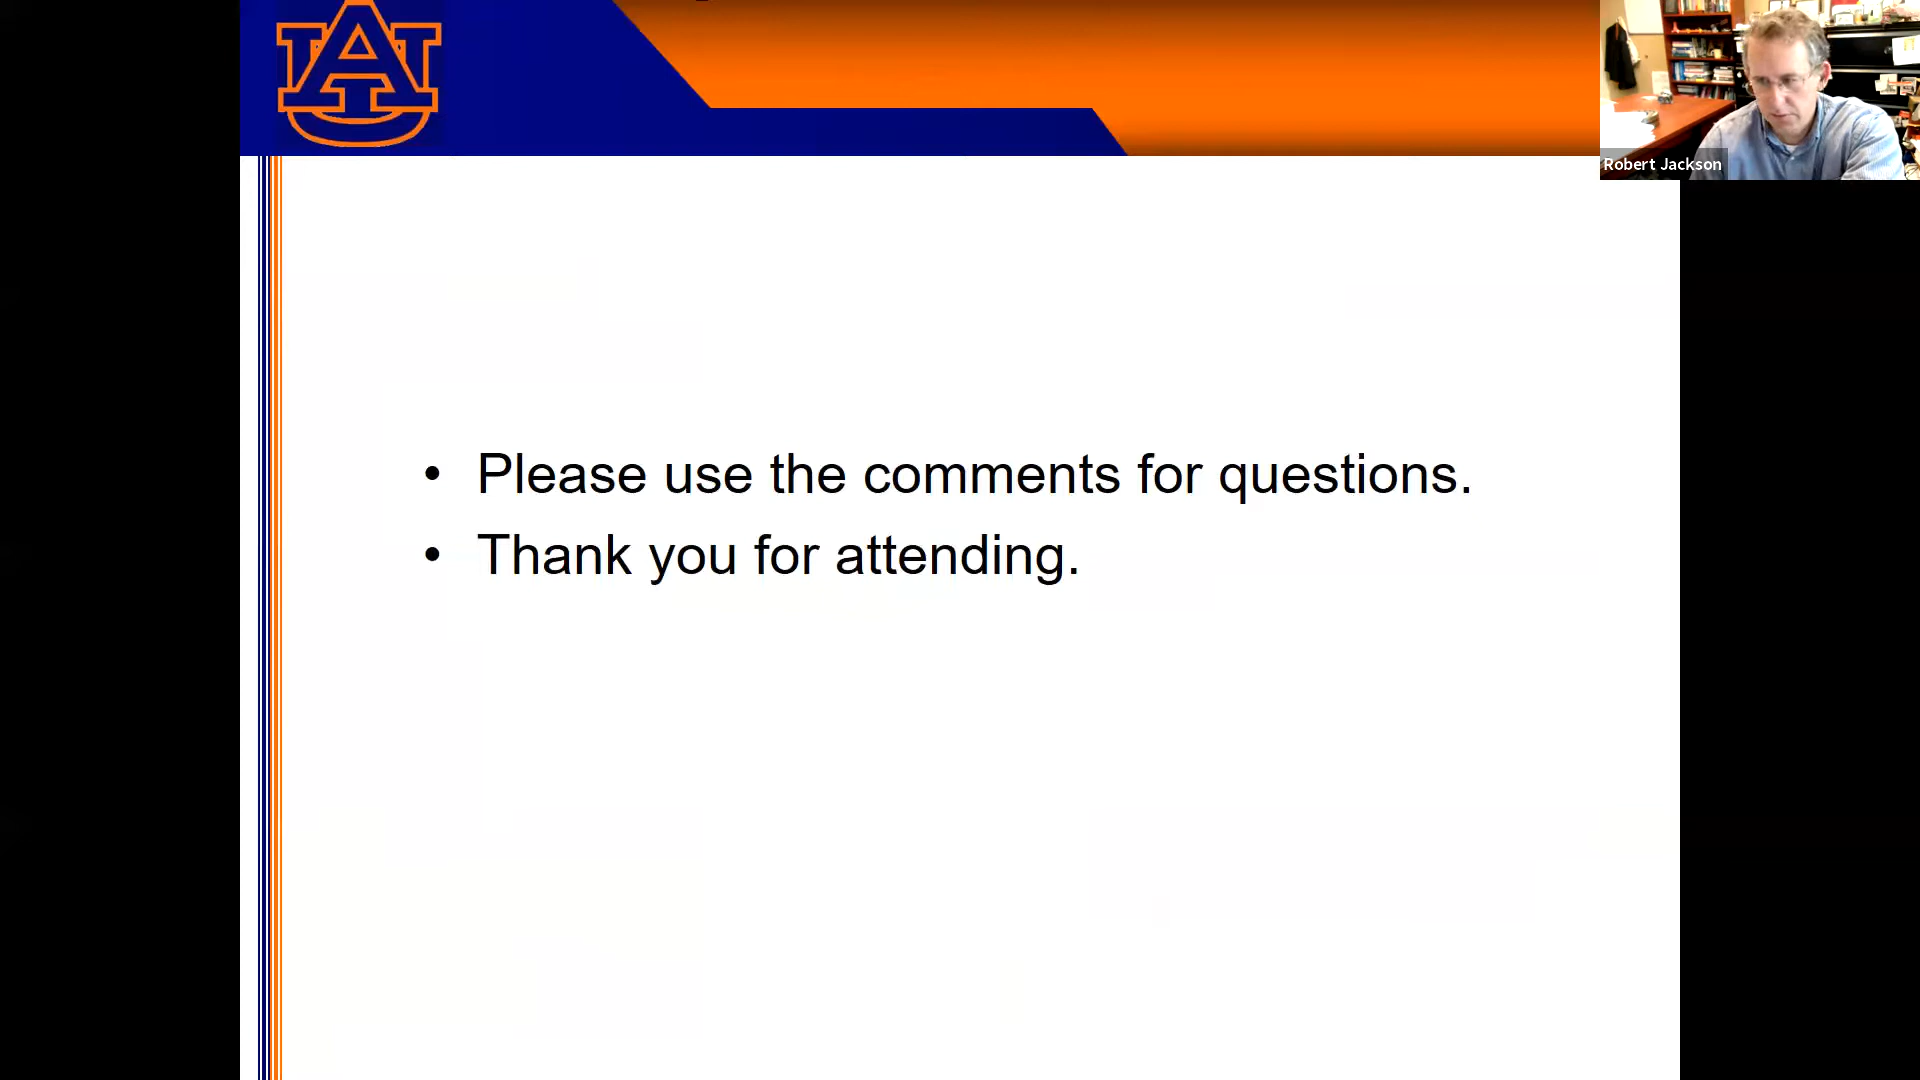 Robert Jackson
• Please use the comments for questions.
• Thank you for attending.